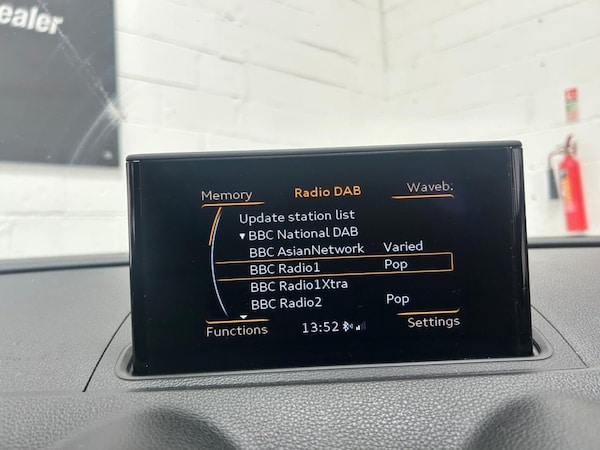 ealer
Memory Radio DAB Waveb.
Update station list
▼ BBC National DAB
BBC AsianNetwork Varied
BBC Radio1 Pop
BBC Radio1Xtra
BBC Radio2 Pop
Functions 13:52 Settings